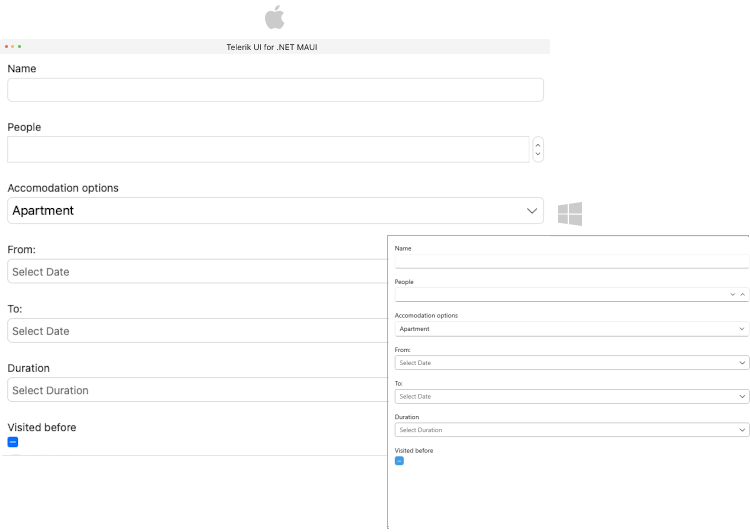 Telerik UI for .NET MAUI
Name
People
Accomodation options
Apartment
From:
Select Date
To:
Select Date
Duration
Select Duration
Visited before
Name
People
Accomodation options
Apartment
From:
Select Date
To:
Select Date
Duration
Select Duration
Visited before